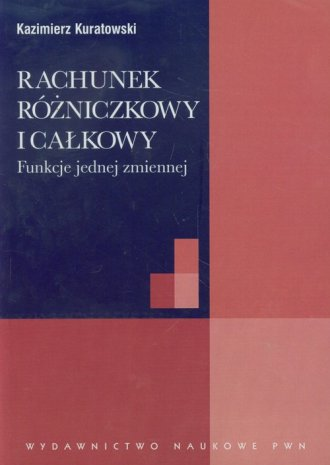 Kazimierz Kuratowski
RACHUNEK
RÓŻNICZKOWY
I CAŁKOWY
Funkcje jednej zmiennej
WYDAWNICTWO NAUKOWE PWN